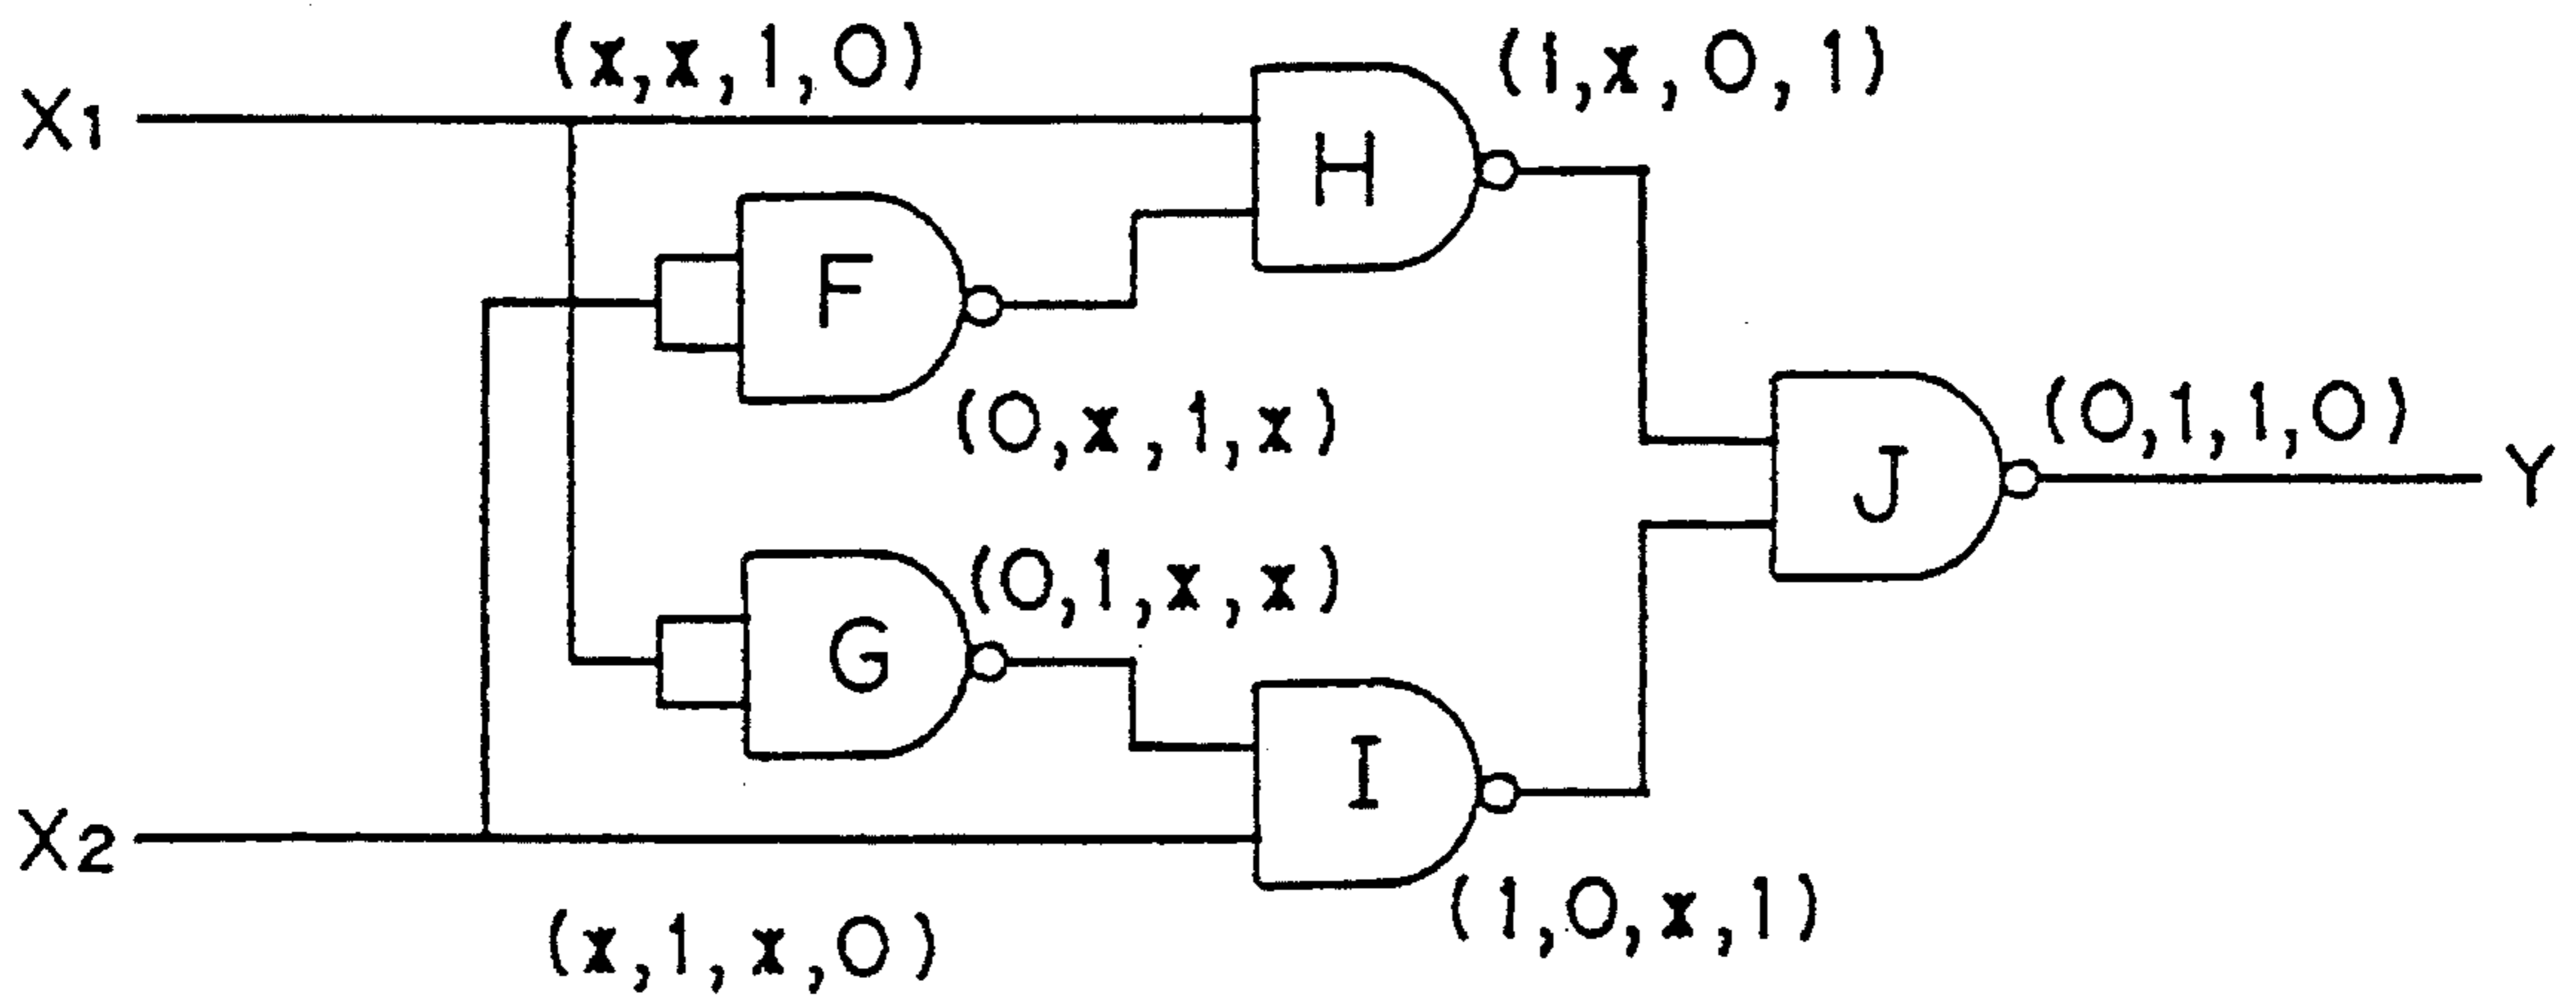 (x,x,1,0)
(1,x,0,1)
X1
H
F
(0,x,1,x)
(0,1,1,0)
J
Y
(0,1,x,x)
G
I
X2
(x,1,x,0)
(1,0,x,1)